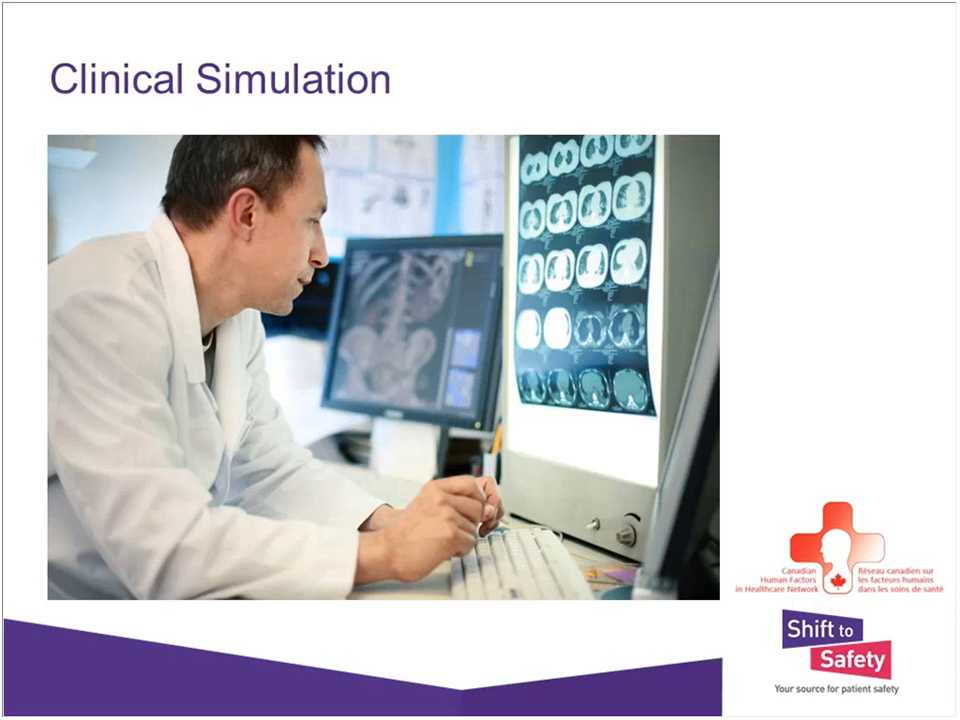 Clinical Simulation
Canadian
Human Factors
in Healthcare Network
Réseau canadien sur
les facteurs humains
dans les soins de santé
Shift to
Safety
Your source for patient safety